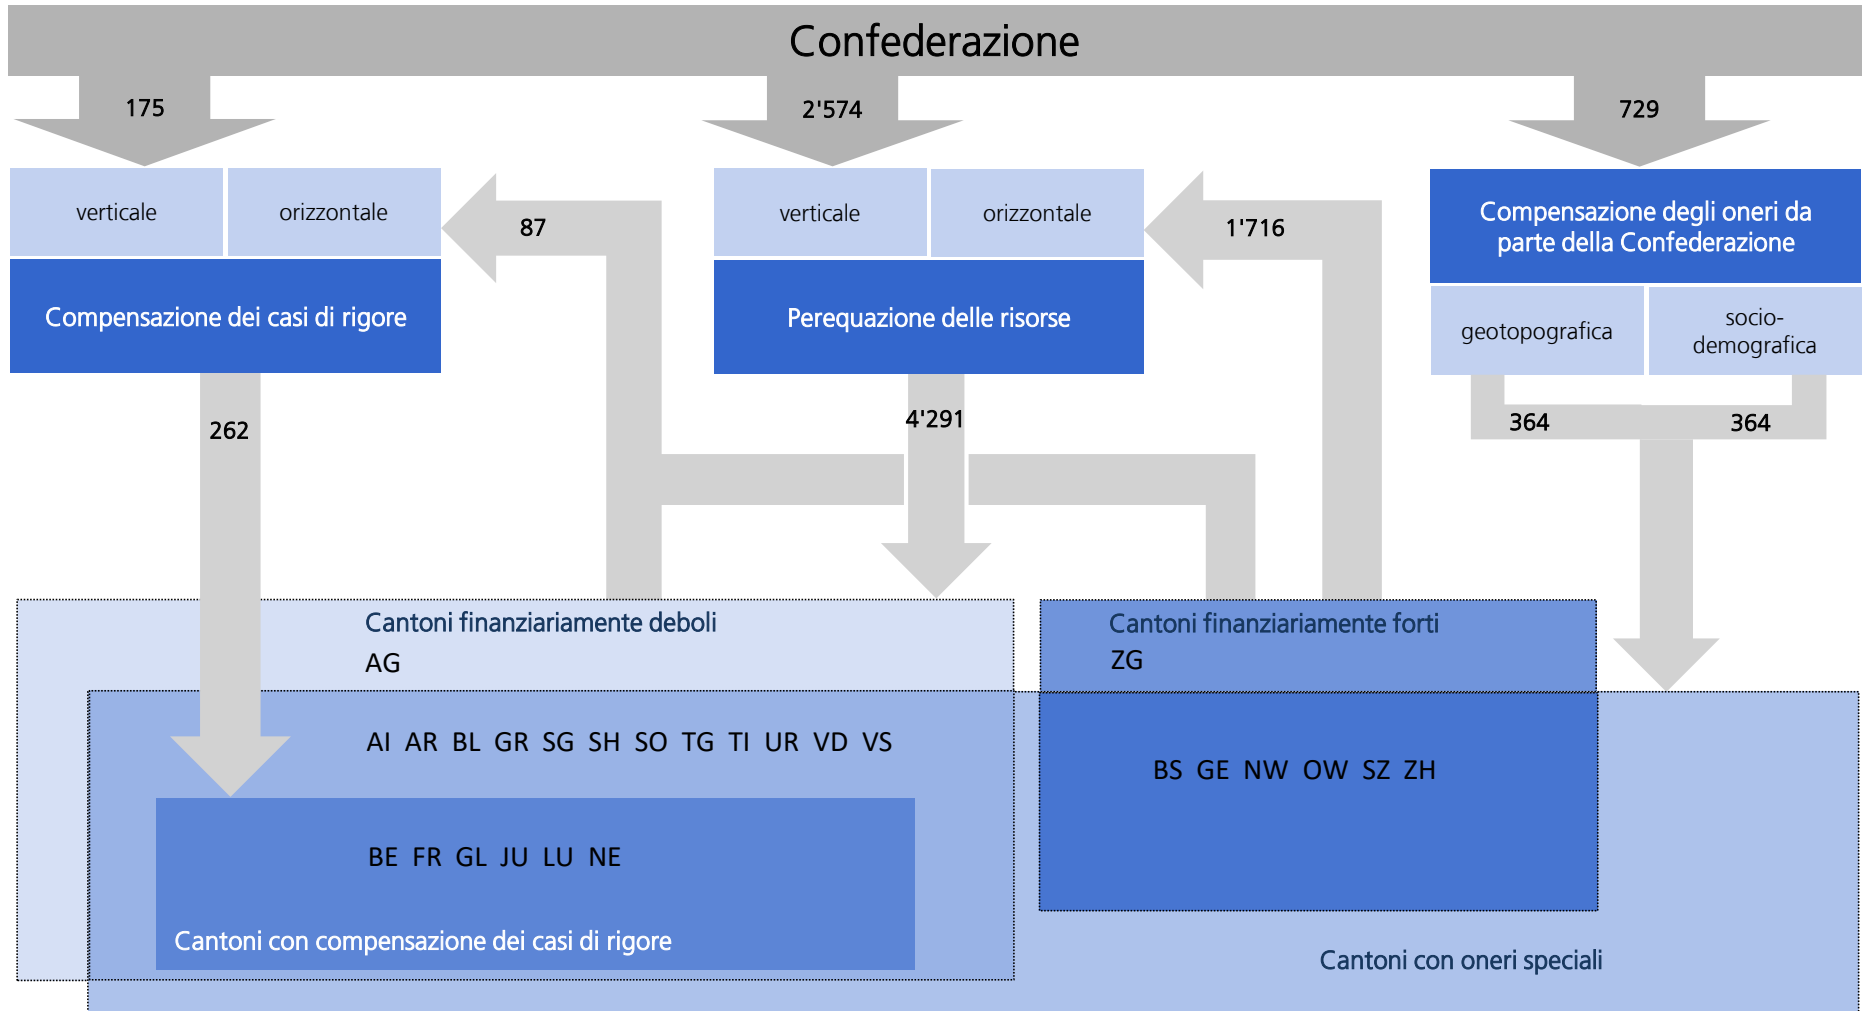 Confederazione
175
2'574
729
verticale
orizzontale
87
verticale
orizzontale
1'716
Compensazione degli oneri da
parte della Confederazione
Compensazione dei casi di rigore
Perequazione delle risorse
geotopografica
socio-
demografica
262
4'291
364
364
Cantoni finanziariamente deboli
AG
Cantoni finanziariamente forti
ZG
AI AR BL GR SG SH SO TG TI UR VD VS
BS GE NW OW SZ ZH
BE FR GL JU LU NE
Cantoni con compensazione dei casi di rigore
Cantoni con oneri speciali